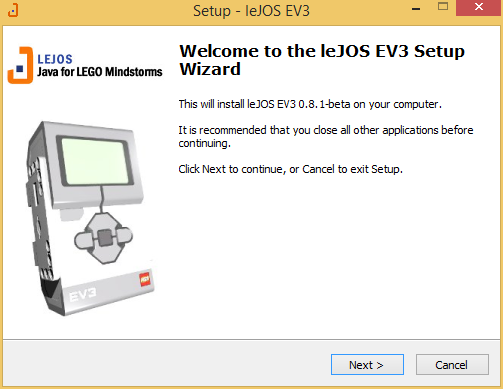 Setup - leJOS EV3
LEJOS
Java for LEGO Mindstorms
Welcome to the leJOS EV3 Setup
Wizard
This will install leJOS EV3 0.8.1-beta on your computer.
It is recommended that you close all other applications before
continuing.
Click Next to continue, or Cancel to exit Setup.
EV3
Next >
Cancel